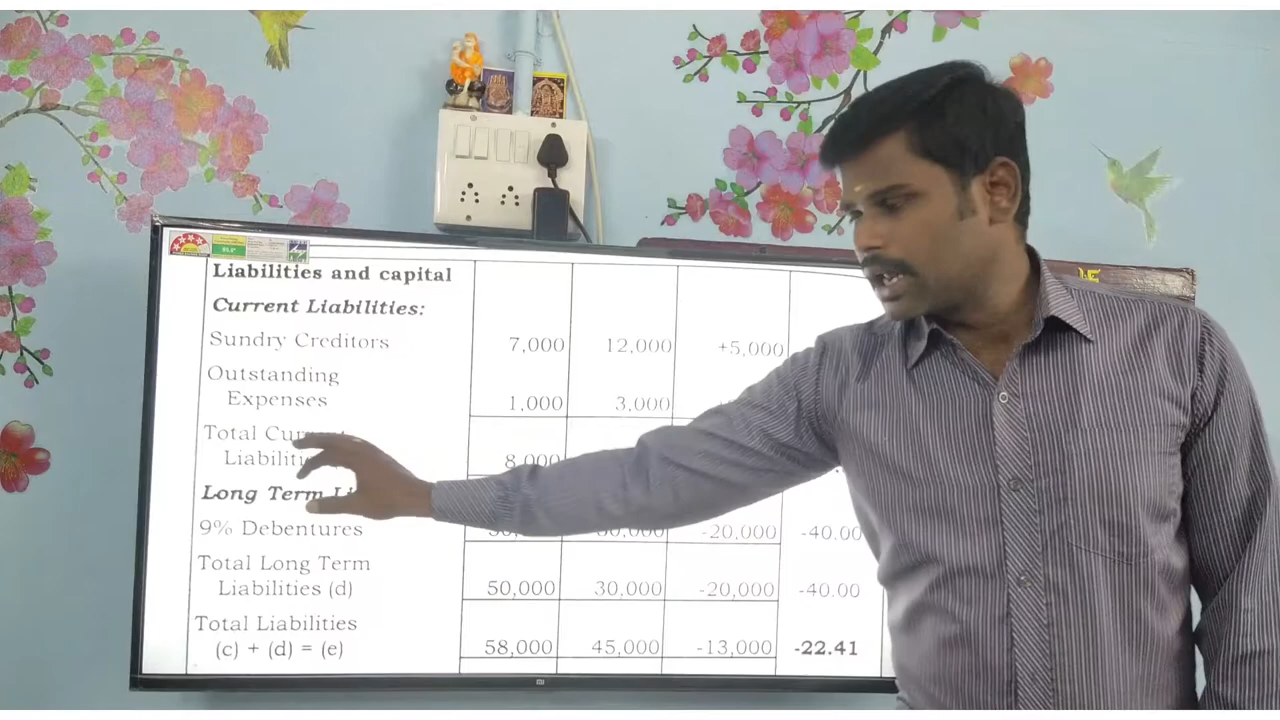 Liabilities and capital
Current Liabilities:
Sundry Creditors 7,000 12,000 +5,000
Outstanding
Expenses 1,000 3,000
Total
8,000
Long Term
9% Debentures -20,000 -40.00
Total Long Term
Liabilities (d) 50,000 30,000 -20,000 -40.00
Total Liabilities
(c) + (d) = (e) 58,000 45,000 -13,000 -22.41
mi